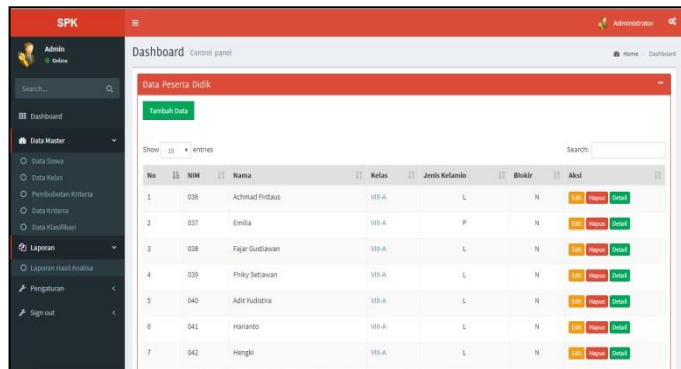 SPK
Administrator
Admin
Online
Search...
Dashboard
Data Master
Data Siswa
Data Kelas
Pembobotan Kriteria
Data Kriteria
Data Klasifikasi
Laporan
Laporan Hasil Analisa
Pengaturan
Sign out
Dashboard Control panel
Home > Dashboard
Data Peserta Didik
Tambah Data
Show 10 entries
Search:
No NIM Nama Kelas Jenis Kelamin Blokir Aksi
1 036 Achmad Firdaus VIII-A L N Edit Hapus Detail
2 037 Emilia VIII-A P N Edit Hapus Detail
3 038 Fajar Gustiawan VIII-A L N Edit Hapus Detail
4 039 Fhiky Setiawan VIII-A L N Edit Hapus Detail
5 040 Adit Yudistira VIII-A L N Edit Hapus Detail
6 041 Harianto VIII-A L N Edit Hapus Detail
7 042 Hengki VIII-A L N Edit Hapus Detail